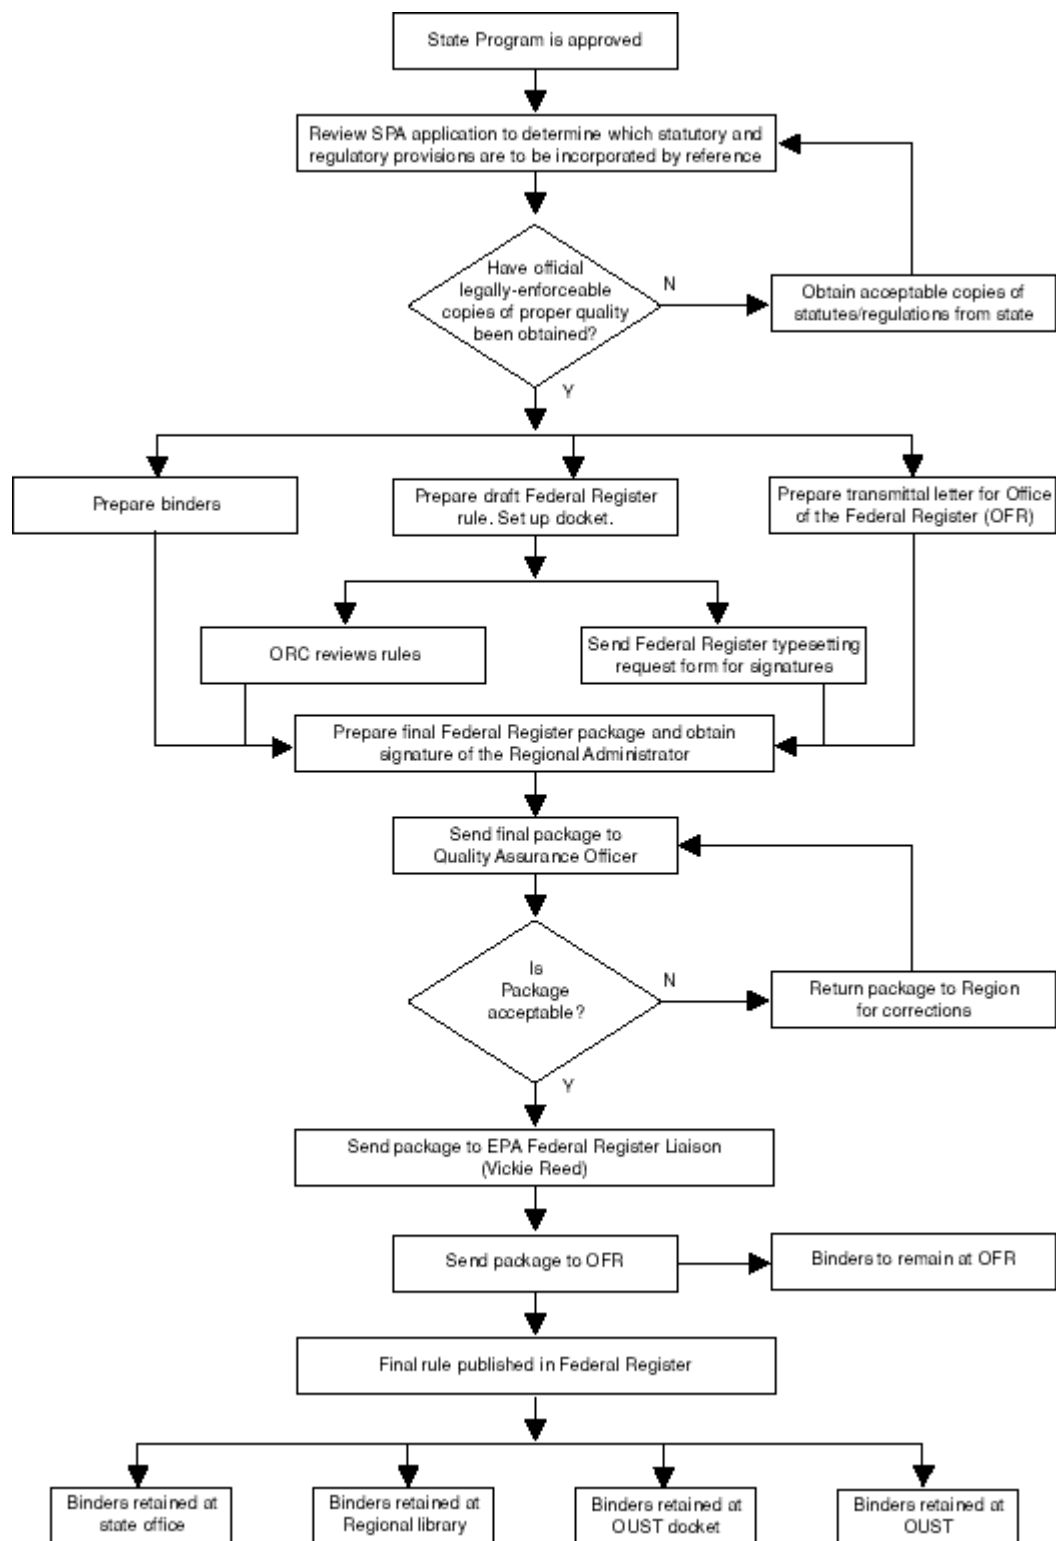 State Program is approved
Review SPA application to determine which statutory and
regulatory provisions are to be incorporated by reference
Have official
legally-enforceable
copies of proper quality
been obtained?
N
Obtain acceptable copies of
statutes/regulations from state
Y
Prepare binders
Prepare draft Federal Register
rule. Set up docket.
Prepare transmittal letter for Office
of the Federal Register (OFR)
ORC reviews rules
Send Federal Register typesetting
request form for signatures
Prepare final Federal Register package and obtain
signature of the Regional Administrator
Send final package to
Quality Assurance Officer
Is
Package
acceptable?
N
Return package to Region
for corrections
Y
Send package to EPA Federal Register Liaison
(Vickie Reed)
Send package to OFR
Binders to remain at OFR
Final rule published in Federal Register
Binders retained at
state office
Binders retained at
Regional library
Binders retained at
OUST docket
Binders retained at
OUST